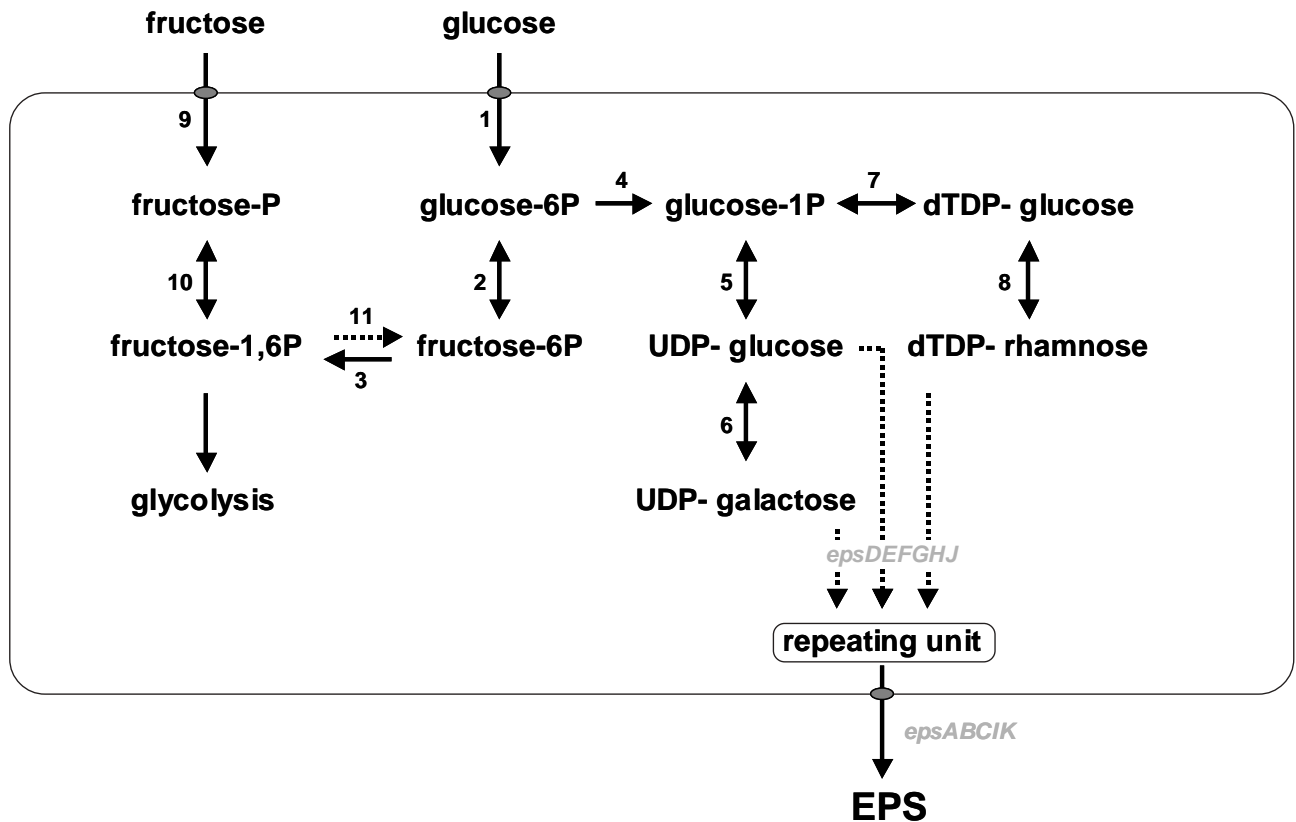 fructose glucose
9 1
4 7
fructose-P glucose-6P glucose-1P dTDP- glucose
10 2 5 8
11
fructose-1,6P fructose-6P UDP- glucose dTDP- rhamnose
3
6
glycolysis UDP- galactose
epsDEFGHJ
repeating unit
epsABCIK
EPS